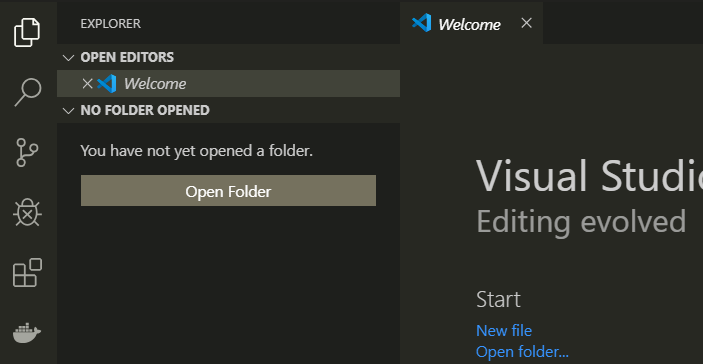 EXPLORER
OPEN EDITORS
Welcome
NO FOLDER OPENED
You have not yet opened a folder.
Open Folder
Welcome
Visual Studio
Editing evolved
Start
New file
Open folder...